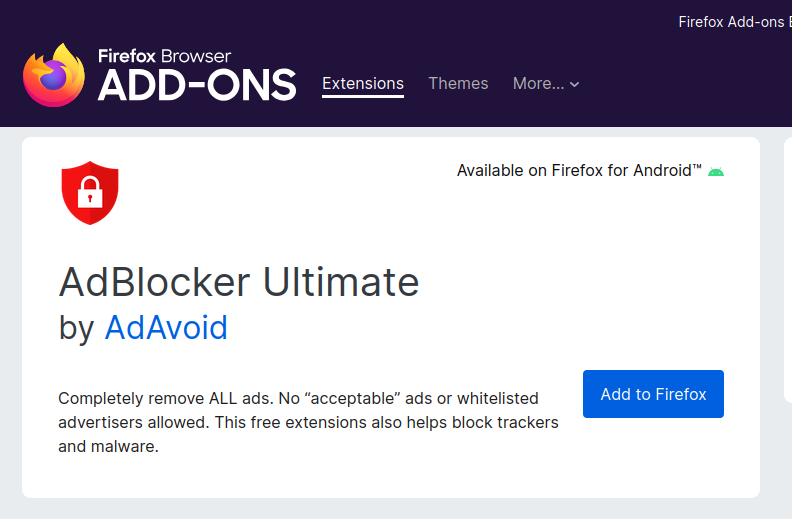 Firefox Add-ons
Firefox Browser
ADD-ONS
Extensions
Themes
More...
Available on Firefox for Android™
AdBlocker Ultimate
by AdAvoid
Completely remove ALL ads. No “acceptable” ads or whitelisted
advertisers allowed. This free extensions also helps block trackers
and malware.
Add to Firefox